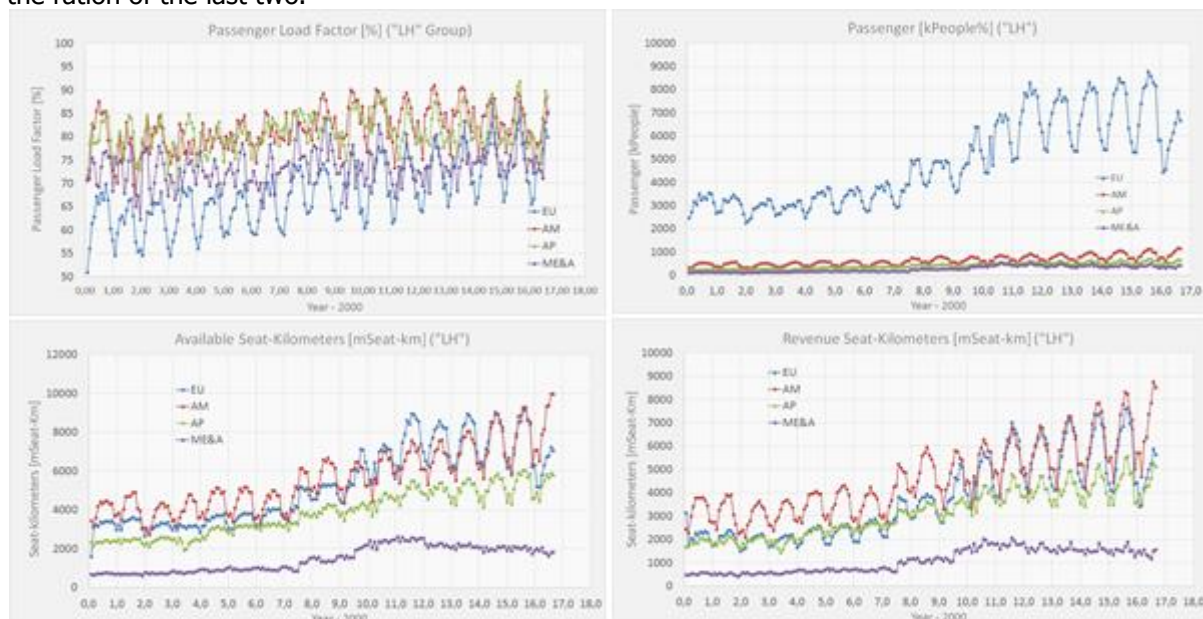 the ration of the last two.
Passenger Load Factor [%] ("LH" Group)
100
95
90
85
80
75
70
65
60
55
50
Passenger Load Factor [%]
EU
AM
AP
ME&A
0,00 1,00 2,00 3,00 4,00 5,00 6,00 7,00 8,00 9,00 10,00 11,00 12,00 13,00 14,00 15,00 16,00 17,00 18,00
Year - 2000
Passenger [kPeople%] ("LH")
10000
9000
8000
7000
6000
5000
4000
3000
2000
1000
0
Passenger [kPeople]
EU
AM
AP
ME&A
0,0 1,0 2,0 3,0 4,0 5,0 6,0 7,0 8,0 9,0 10,0 11,0 12,0 13,0 14,0 15,0 16,0 17,0
Year - 2000
Available Seat-Kilometers [mSeat-km] ("LH")
12000
10000
8000
6000
4000
2000
0
Seat-kilometers [mSeat-Km]
EU
AM
AP
ME&A
0,0 1,0 2,0 3,0 4,0 5,0 6,0 7,0 8,0 9,0 10,0 11,0 12,0 13,0 14,0 15,0 16,0 17,0 18,0
Year - 2000
Revenue Seat-Kilometers [mSeat-km] ("LH")
10000
9000
8000
7000
6000
5000
4000
3000
2000
1000
0
Seat-kilometers [mSeat-Km]
EU
AM
AP
ME&A
0,0 1,0 2,0 3,0 4,0 5,0 6,0 7,0 8,0 9,0 10,0 11,0 12,0 13,0 14,0 15,0 16,0 17,0 18,0
Year - 2000